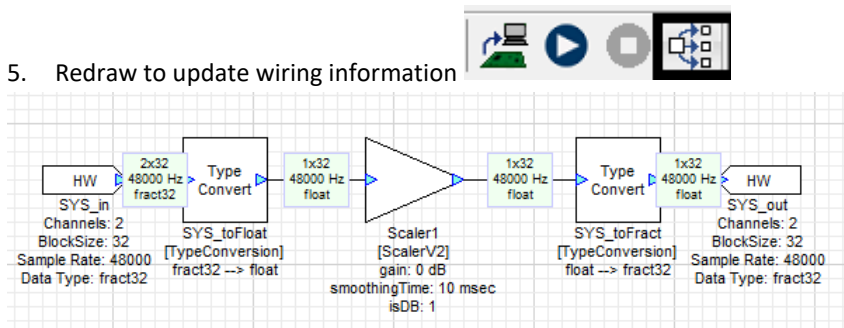 5. Redraw to update wiring information
2x32
48000 Hz
fract32
1x32
48000 Hz
float
1x32
48000 Hz
float
1x32
48000 Hz
float
HW
Type
Convert
Type
Convert
HW
SYS_in
Channels: 2
BlockSize: 32
Sample Rate: 48000
Data Type: fract32
SYS_toFloat
[TypeConversion]
fract32 --> float
Scaler1
[ScalerV2]
gain: 0 dB
smoothingTime: 10 msec
isDB: 1
SYS_toFract
[TypeConversion]
float --> fract32
SYS_out
Channels: 2
BlockSize: 32
Sample Rate: 48000
Data Type: fract32